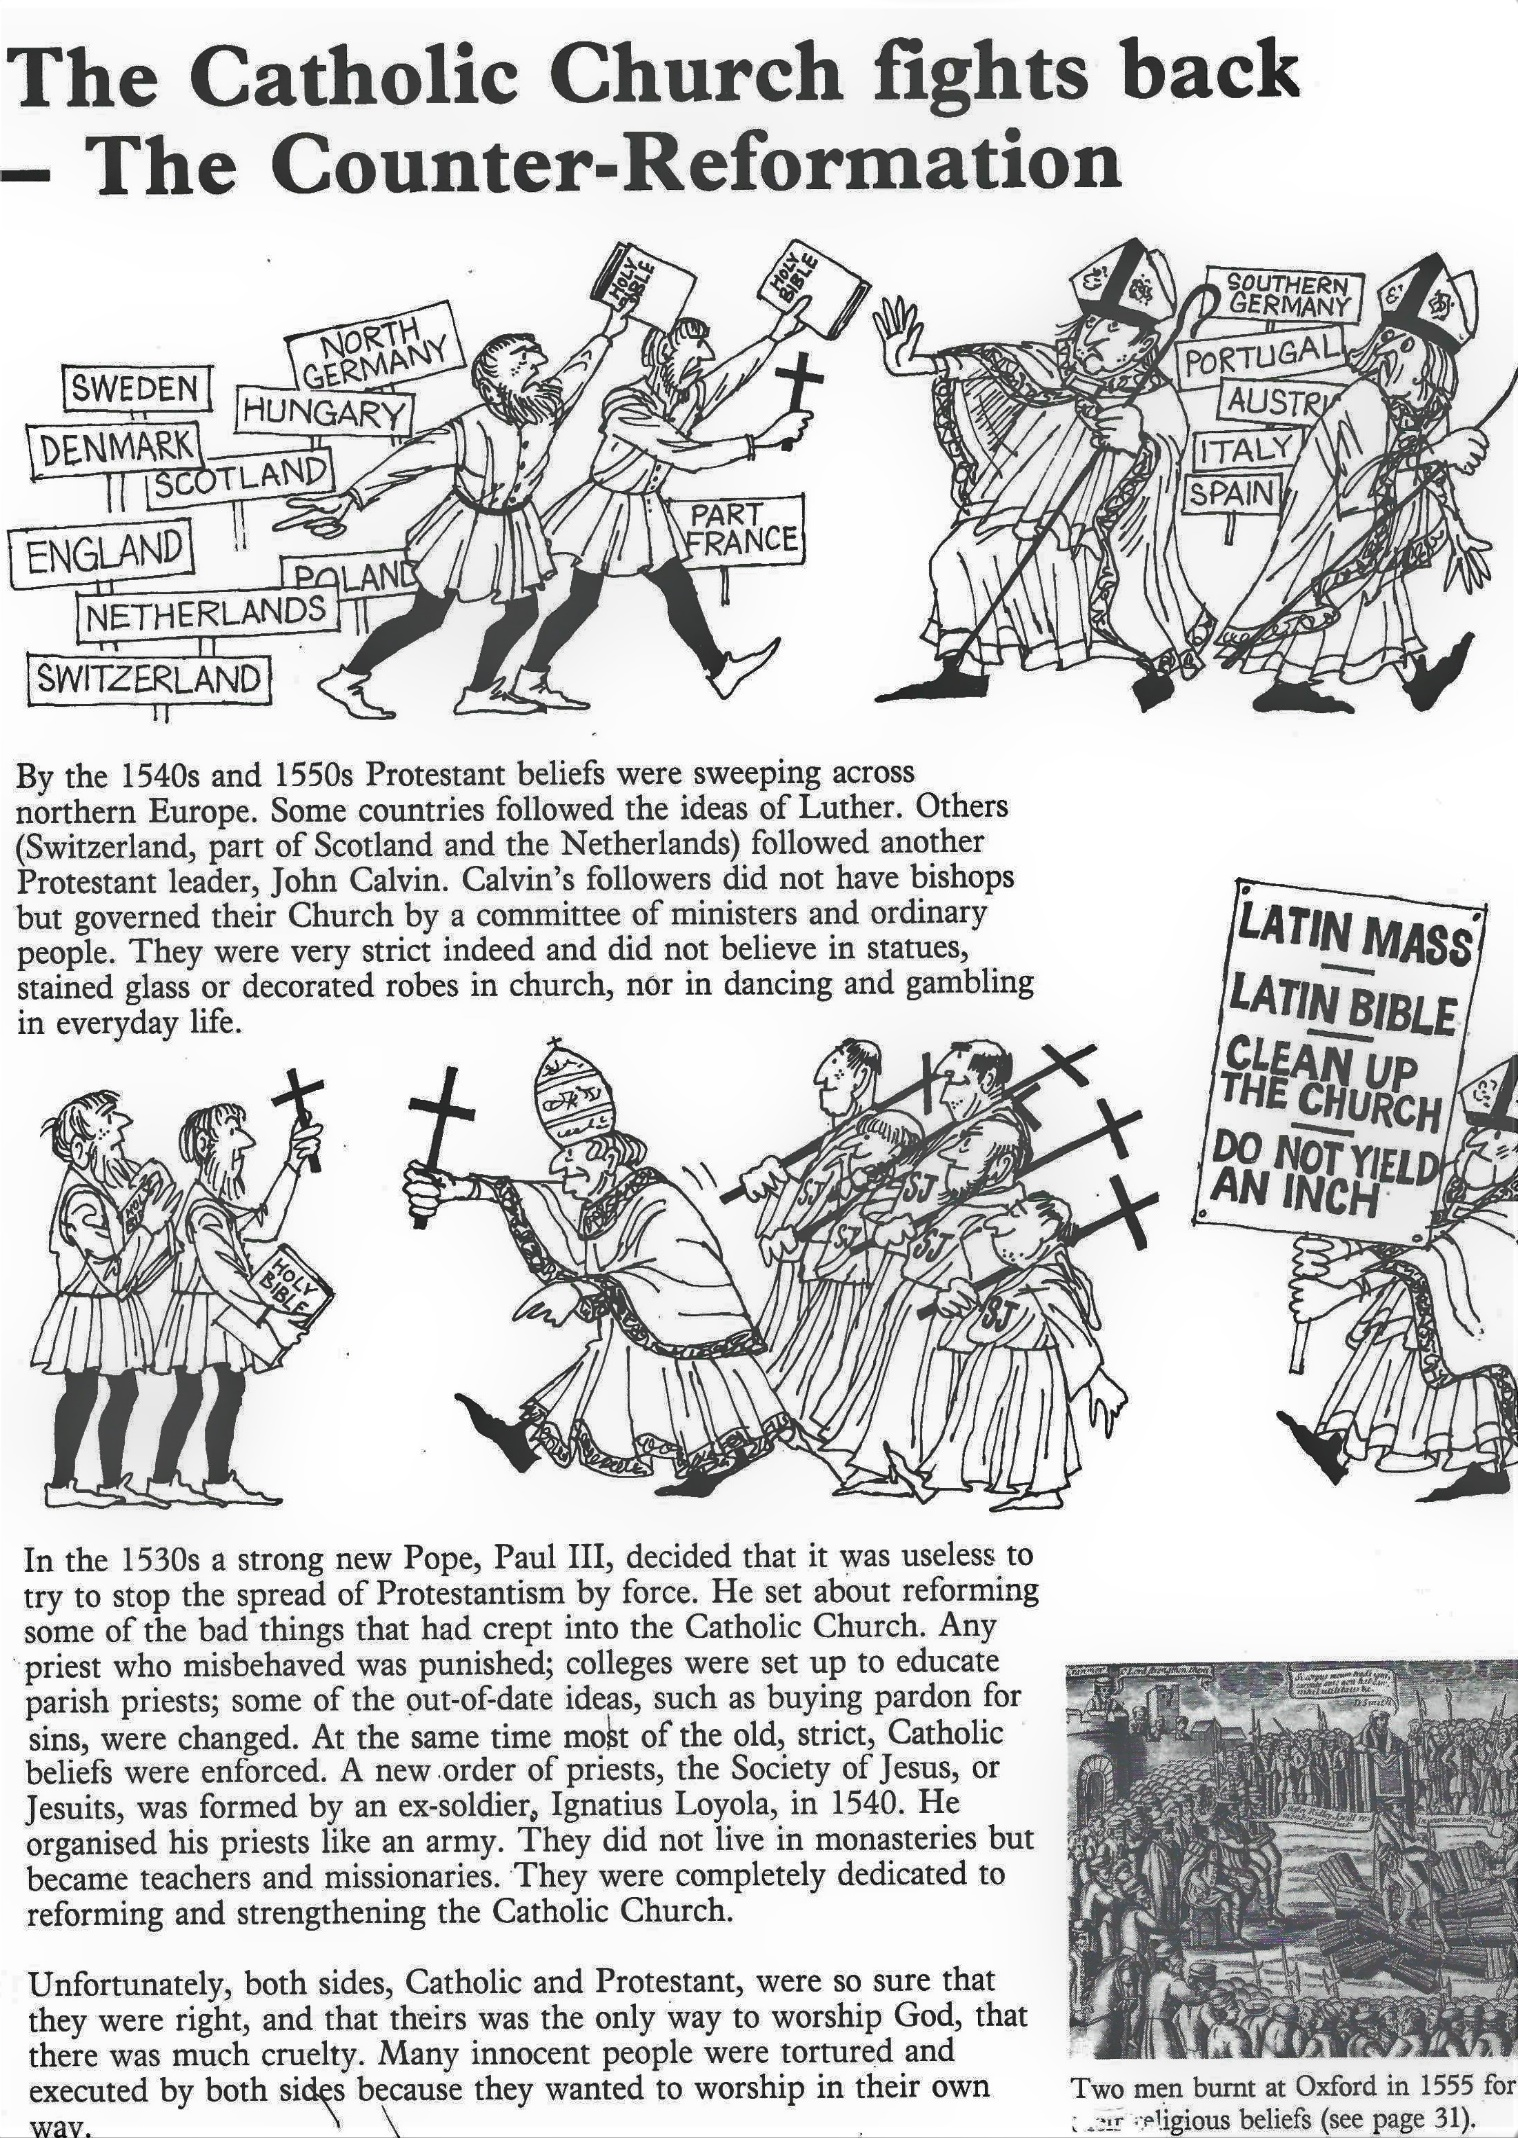 The Catholic Church fights back
– The Counter-Reformation
HOLY
BIBLE
HOLY
BIBLE
NORTH
GERMANY
SWEDEN
HUNGARY
DENMARK
SCOTLAND
ENGLAND
POLAND
NETHERLANDS
SWITZERLAND
PART
FRANCE
SOUTHERN
GERMANY
PORTUGAL
AUSTRI
ITALY
SPAIN
By the 1540s and 1550s Protestant beliefs were sweeping across
northern Europe. Some countries followed the ideas of Luther. Others
(Switzerland, part of Scotland and the Netherlands) followed another
Protestant leader, John Calvin. Calvin's followers did not have bishops
but governed their Church by a committee of ministers and ordinary
people. They were very strict indeed and did not believe in statues,
stained glass or decorated robes in church, nor in dancing and gambling
in everyday life.
LATIN MASS
LATIN BIBLE
CLEAN UP
THE CHURCH
DO NOT YIELD
AN INCH
HOLY
BIBLE
SJ
SJ
SJ
SJ
SJ
In the 1530s a strong new Pope, Paul III, decided that it was useless to
try to stop the spread of Protestantism by force. He set about reforming
some of the bad things that had crept into the Catholic Church. Any
priest who misbehaved was punished; colleges were set up to educate
parish priests; some of the out-of-date ideas, such as buying pardon for
sins, were changed. At the same time most of the old, strict, Catholic
beliefs were enforced. A new order of priests, the Society of Jesus, or
Jesuits, was formed by an ex-soldier, Ignatius Loyola, in 1540. He
organised his priests like an army. They did not live in monasteries but
became teachers and missionaries. They were completely dedicated to
reforming and strengthening the Catholic Church.
Unfortunately, both sides, Catholic and Protestant, were so sure that
they were right, and that theirs was the only way to worship God, that
there was much cruelty. Many innocent people were tortured and
executed by both sides because they wanted to worship in their own
way.
Two men burnt at Oxford in 1555 for
religious beliefs (see page 31).